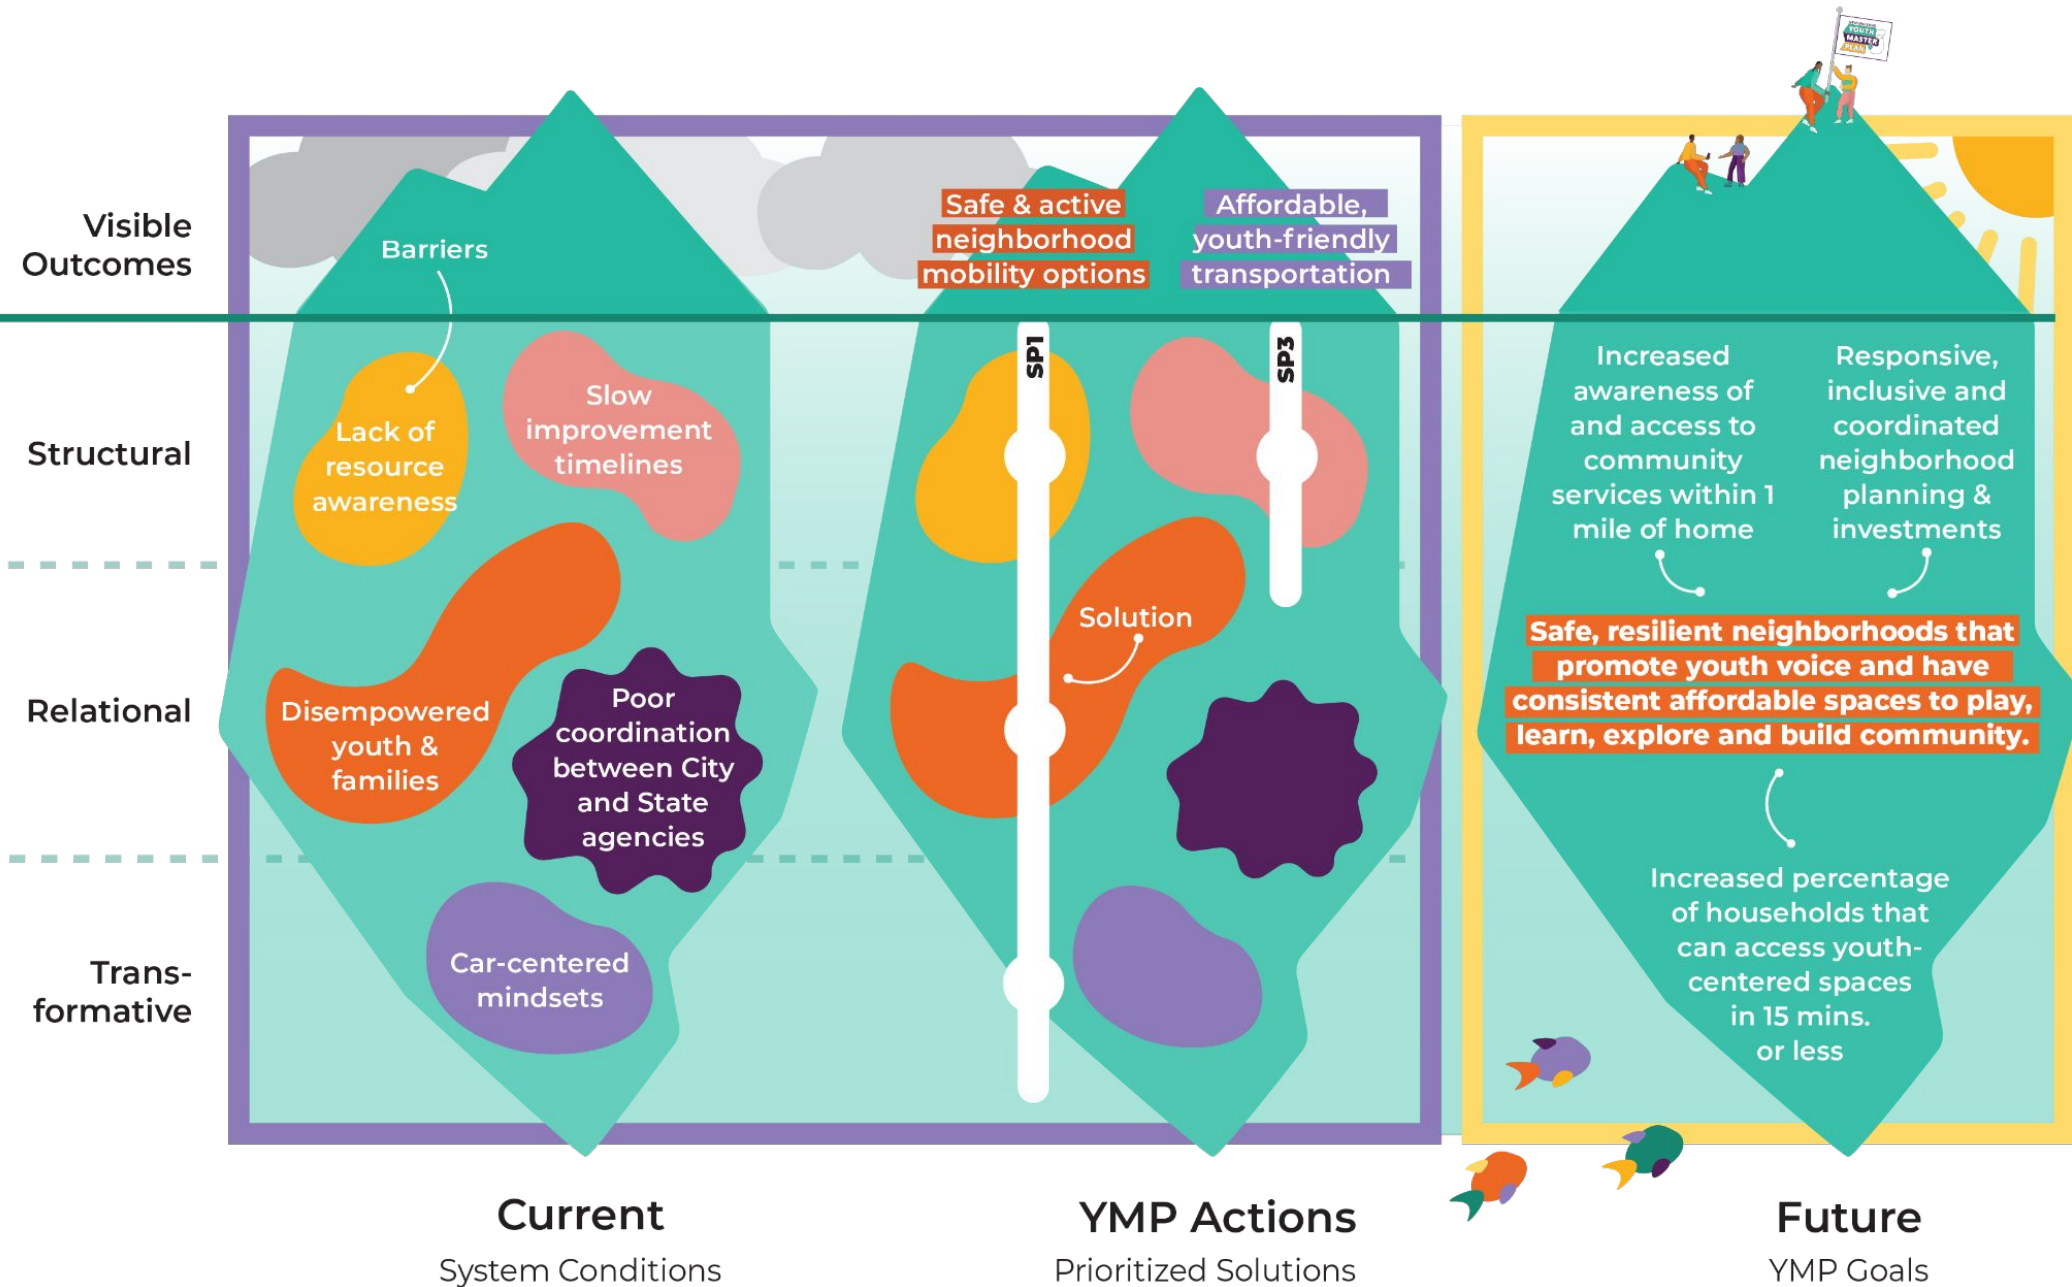 YOUTH
MASTER
PLAN
Visible
Outcomes
Structural
Relational
Trans-
formative
Barriers
Lack of
resource
awareness
Slow
improvement
timelines
Disempowered
youth &
families
Poor
coordination
between City
and State
agencies
Car-centered
mindsets
Current
System Conditions
Safe & active
neighborhood
mobility options
Affordable,
youth-friendly
transportation
SP1
SP3
Solution
YMP Actions
Prioritized Solutions
Increased
awareness of
and access to
community
services within 1
mile of home
Responsive,
inclusive and
coordinated
neighborhood
planning &
investments
Safe, resilient neighborhoods that
promote youth voice and have
consistent affordable spaces to play,
learn, explore and build community.
Increased percentage
of households that
can access youth-
centered spaces
in 15 mins.
or less
Future
YMP Goals